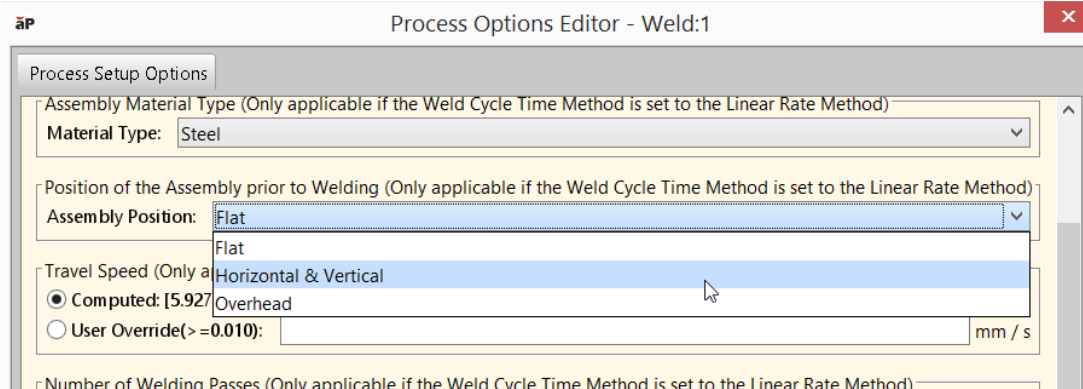 aP
Process Options Editor - Weld:1
Process Setup Options
Assembly Material Type (Only applicable if the Weld Cycle Time Method is set to the Linear Rate Method)
Material Type: Steel
Position of the Assembly prior to Welding (Only applicable if the Weld Cycle Time Method is set to the Linear Rate Method)
Assembly Position: Flat
Flat
Travel Speed (Only a
Horizontal & Vertical
Computed: [5.927
Overhead
User Override(>=0.010): mm / s
Number of Welding Passes (Only applicable if the Weld Cycle Time Method is set to the Linear Rate Method)